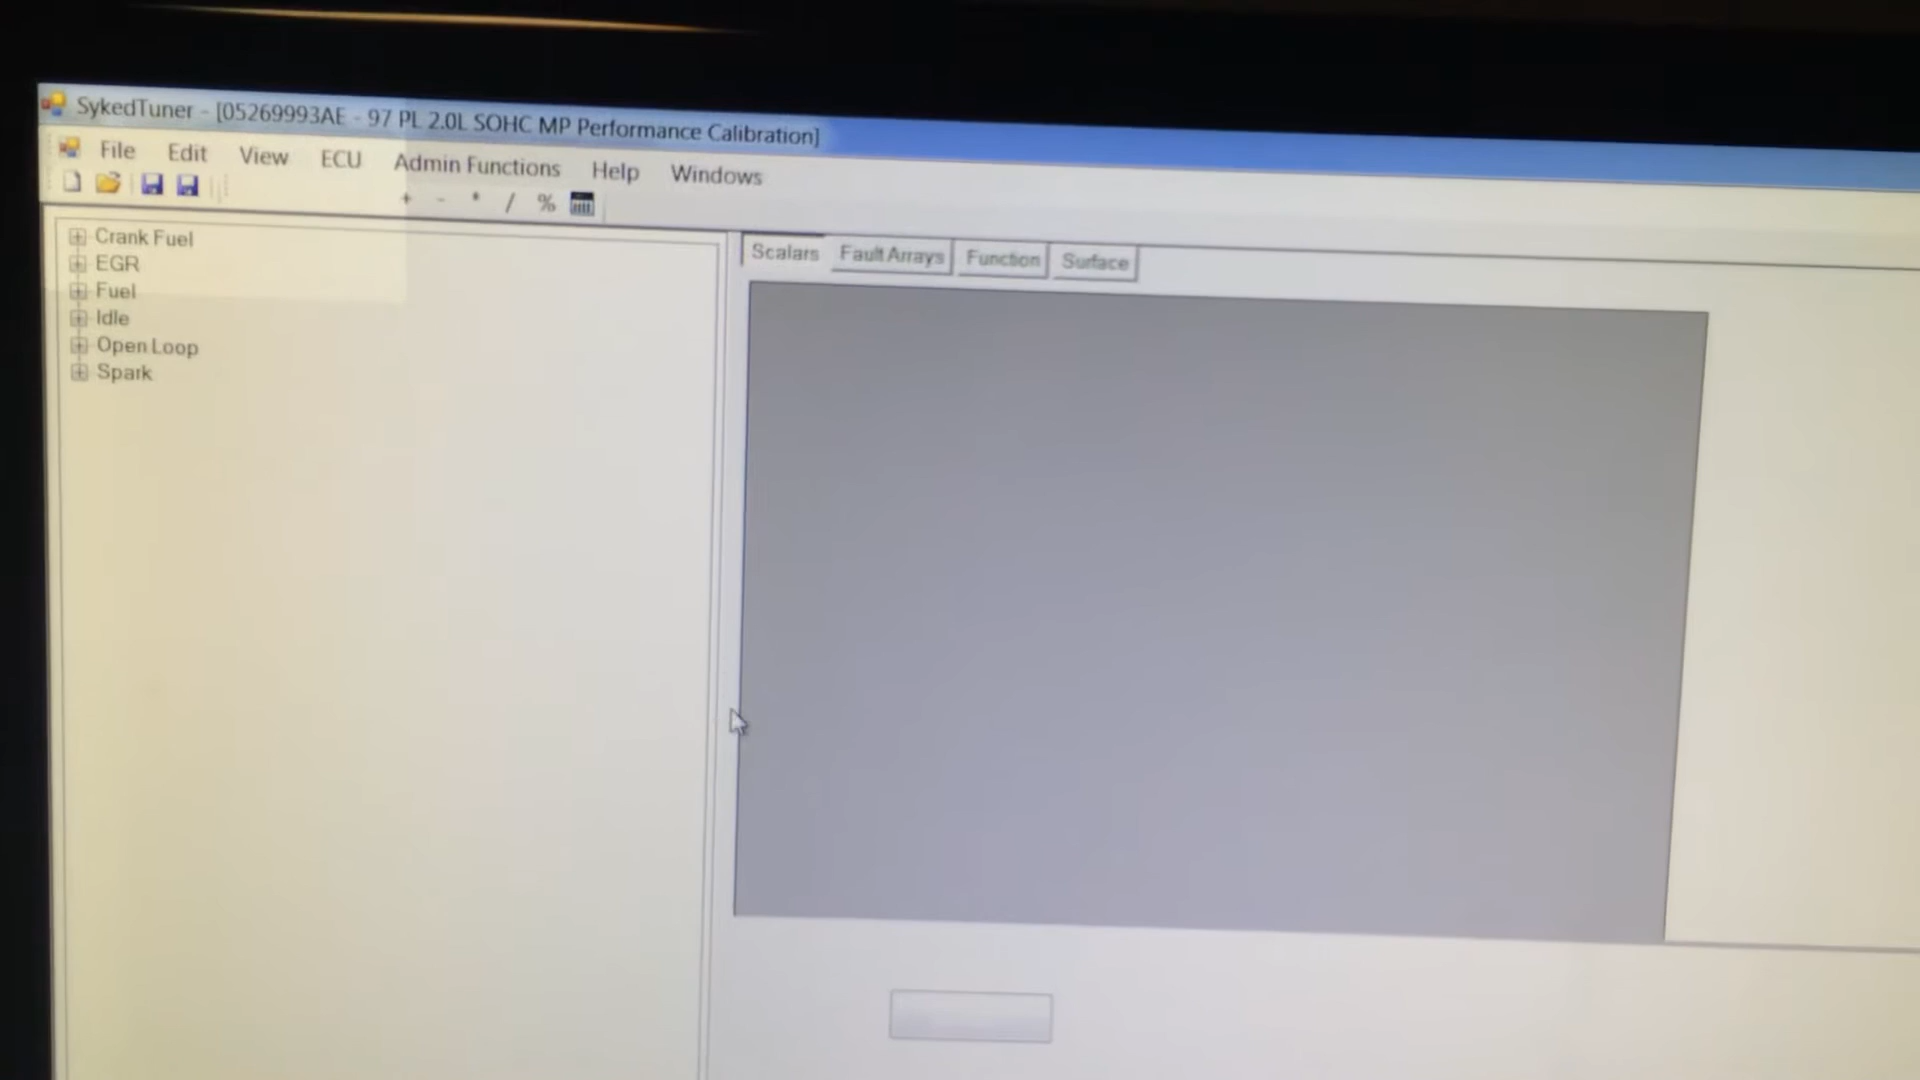 SykedTuner - [05269993AE - 97 PL 2.0L SOHC MP Performance Calibration]
File Edit View ECU Admin Functions Help Windows
+ - * / %
Crank Fuel
EGR
Fuel
Idle
Open Loop
Spark
Scalars Fault Arrays Function Surface